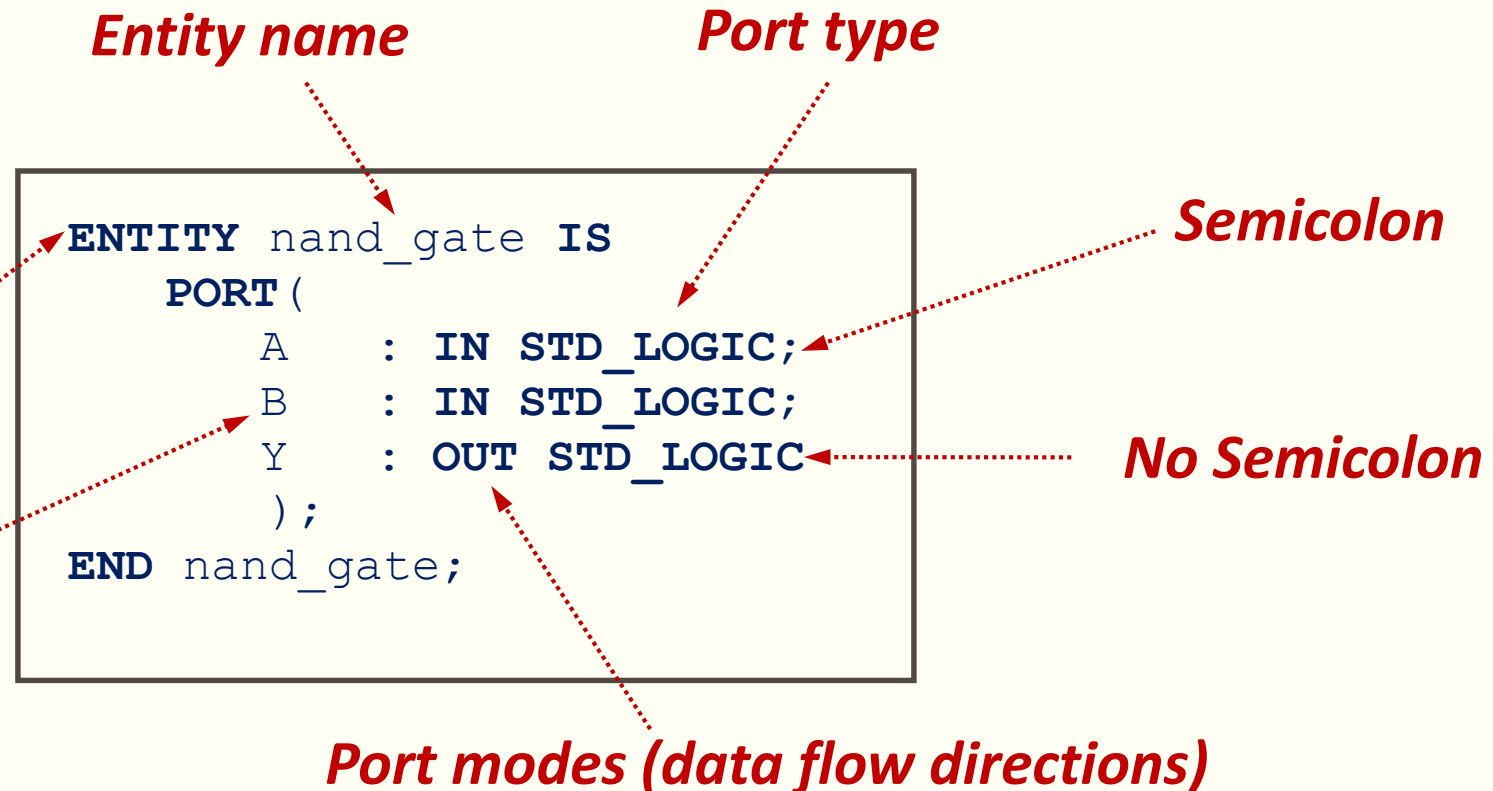 Entity name
Port type
ENTITY nand_gate IS
PORT(
A : IN STD_LOGIC;
B : IN STD_LOGIC;
Y : OUT STD_LOGIC
);
END nand_gate;
Semicolon
No Semicolon
Port modes (data flow directions)